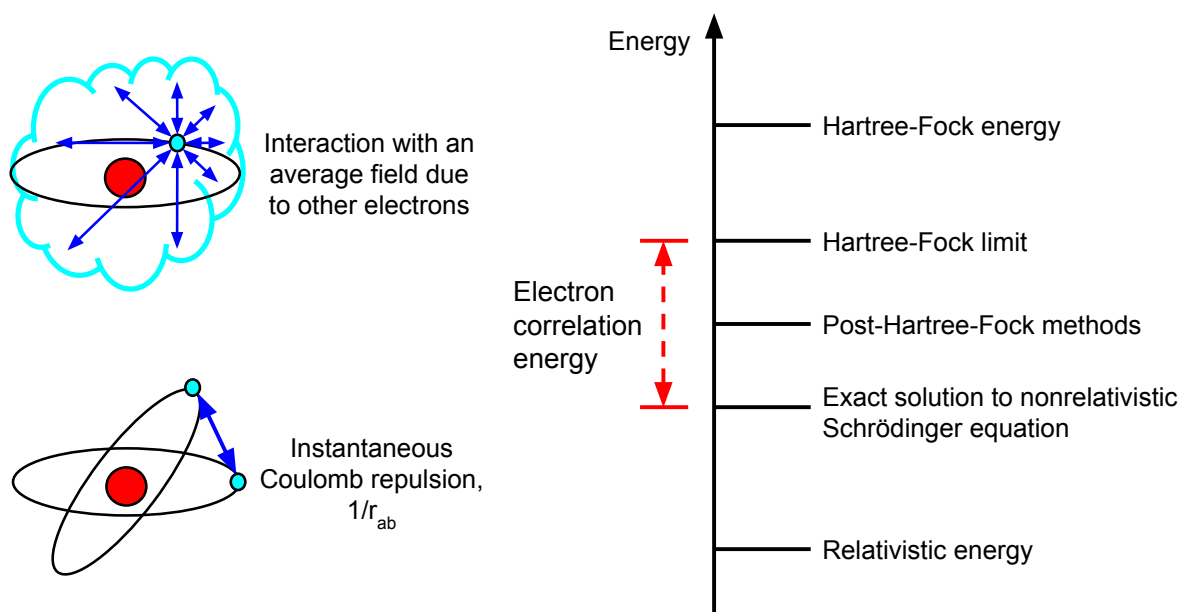 Interaction with an
average field due
to other electrons
Instantaneous
Coulomb repulsion,
1/r_ab
Energy
Hartree-Fock energy
Hartree-Fock limit
Electron
correlation
energy
Post-Hartree-Fock methods
Exact solution to nonrelativistic
Schrödinger equation
Relativistic energy